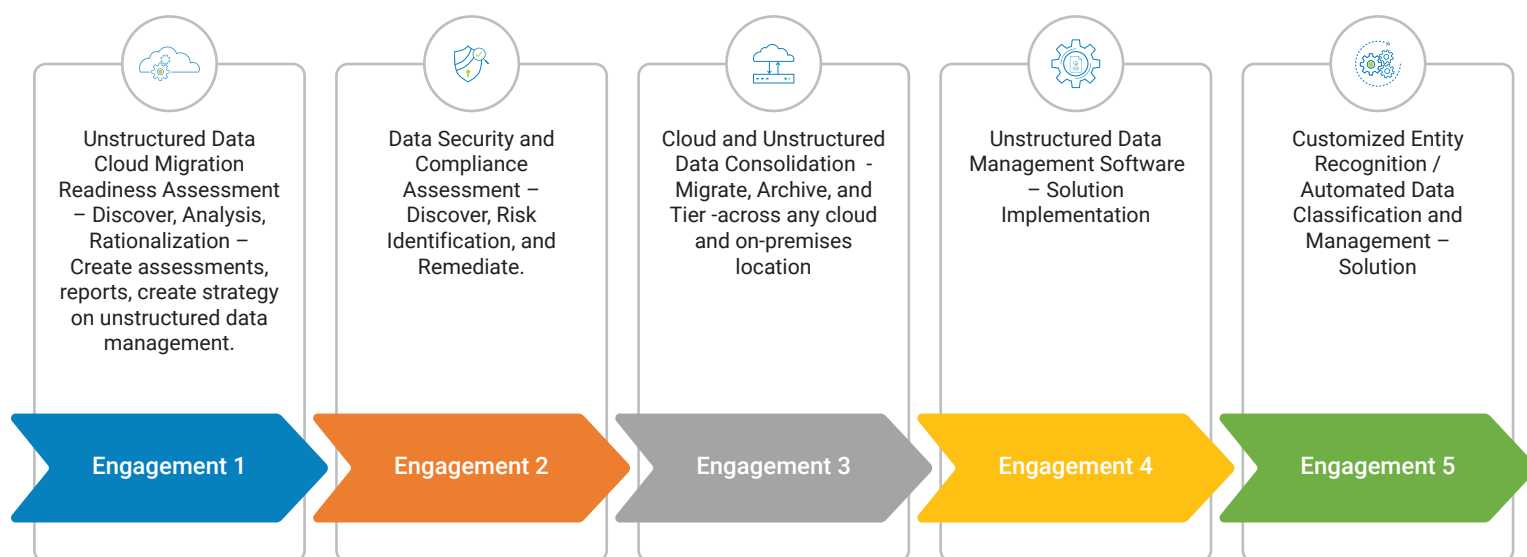 Unstructured Data
Cloud Migration
Readiness Assessment
– Discover, Analysis,
Rationalization –
Create assessments,
reports, create strategy
on unstructured data
management.
Data Security and
Compliance
Assessment –
Discover, Risk
Identification, and
Remediate.
Cloud and Unstructured
Data Consolidation -
Migrate, Archive, and
Tier -across any cloud
and on-premises
location
Unstructured Data
Management Software
– Solution
Implementation
Customized Entity
Recognition /
Automated Data
Classification and
Management –
Solution
Engagement 1
Engagement 2
Engagement 3
Engagement 4
Engagement 5